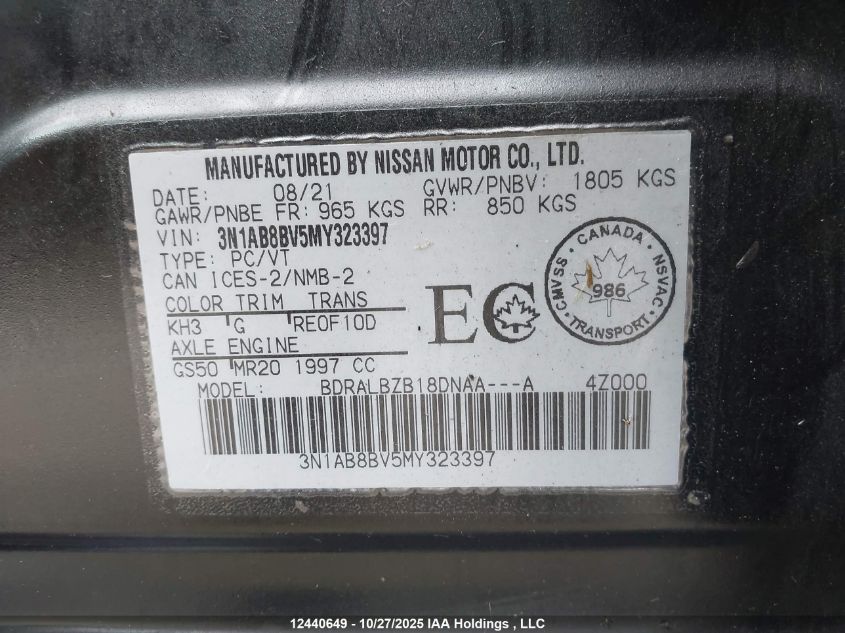 MANUFACTURED BY NISSAN MOTOR CO., LTD.
DATE: 08/21 GVWR/PNBV: 1805 KGS
GAWR/PNBE FR: 965 KGS RR: 850 KGS
VIN: 3N1AB8BV5MY323397
TYPE: PC/VT
CAN ICES-2/NMB-2
COLOR TRIM TRANS
KH3 G RE0F10D
AXLE ENGINE
GS50 MR20 1997 CC
MODEL: BDRALBZB18DNAA---A 4Z000
3N1AB8BV5MY323397
EC
CMVSS · CANADA · NSVAC · TRANSPORT ·
986
12440649 - 10/27/2025 IAA Holdings , LLC